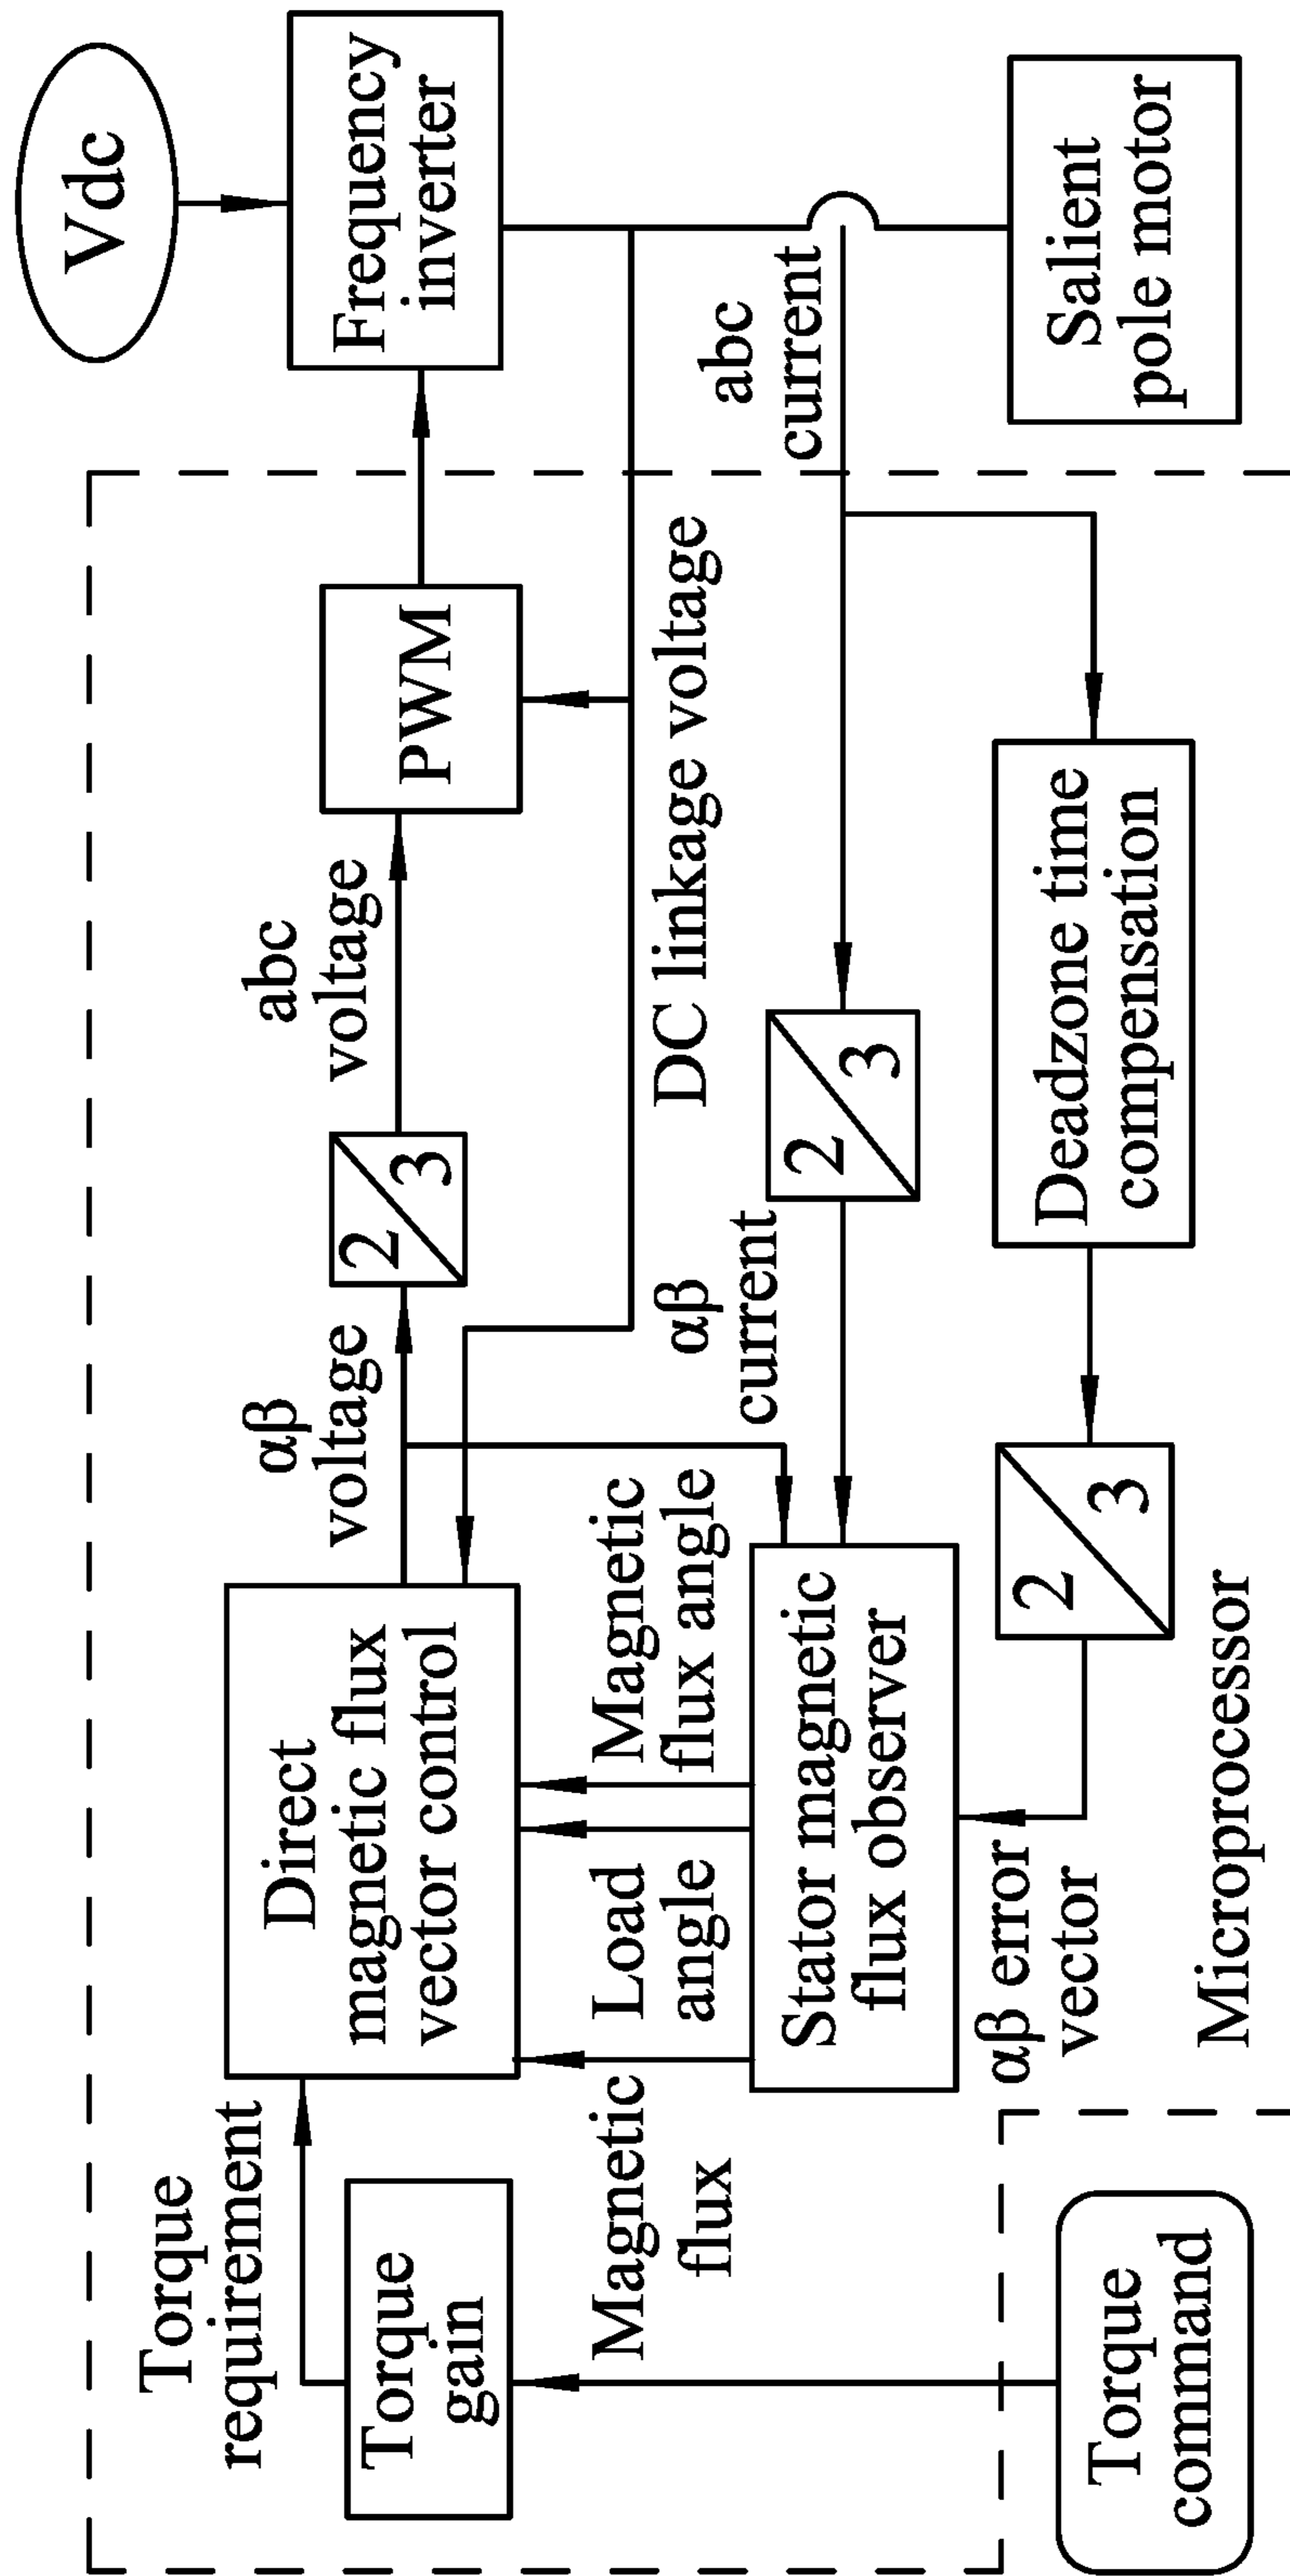 Vdc
Torque
requirement
Direct
magnetic flux
vector control
αβ
voltage
2
3
abc
voltage
PWM
Frequency
inverter
Torque
gain
Magnetic
flux
Load
angle
Magnetic
flux angle
DC linkage voltage
Stator magnetic
flux observer
αβ
current
2
3
abc
current
Torque
command
αβ error
vector
2
3
Deadzone time
compensation
Salient
pole motor
Microprocessor